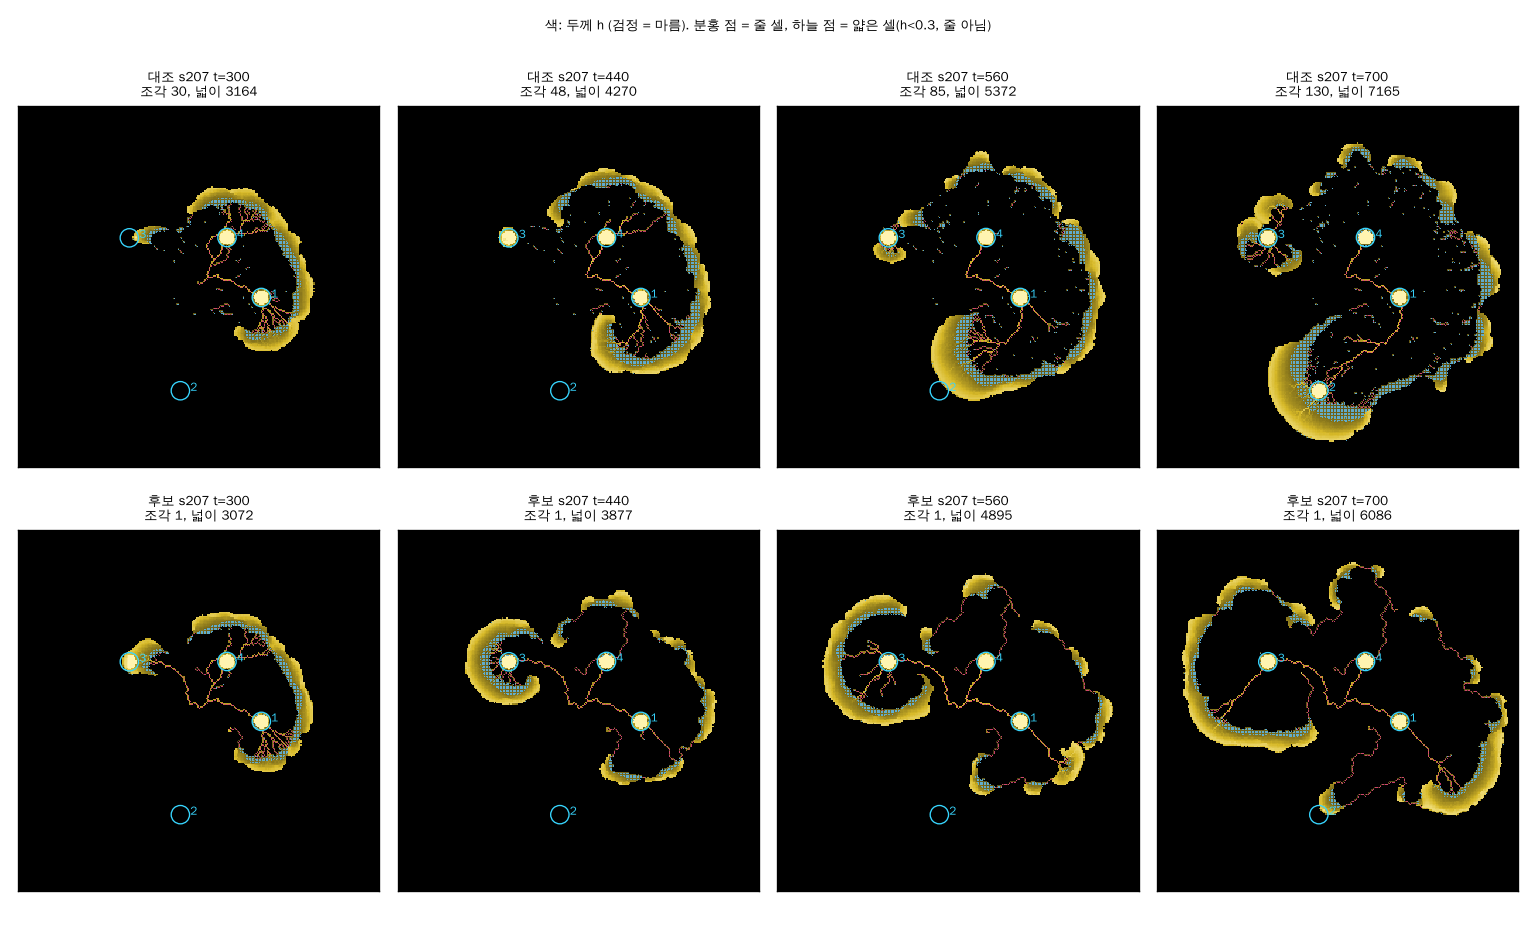 색: 두께 h (검정 = 마름). 분홍 점 = 줄 셀, 하늘 점 = 얇은 셀(h<0.3, 줄 아님)
대조 s207 t=300
조각 30, 넓이 3164
대조 s207 t=440
조각 48, 넓이 4270
대조 s207 t=560
조각 85, 넓이 5372
대조 s207 t=700
조각 130, 넓이 7165
3
4
1
2
3
4
1
2
3
4
1
2
3
4
1
2
후보 s207 t=300
조각 1, 넓이 3072
후보 s207 t=440
조각 1, 넓이 3877
후보 s207 t=560
조각 1, 넓이 4895
후보 s207 t=700
조각 1, 넓이 6086
3
4
1
2
3
4
1
2
3
4
1
2
3
4
1
2